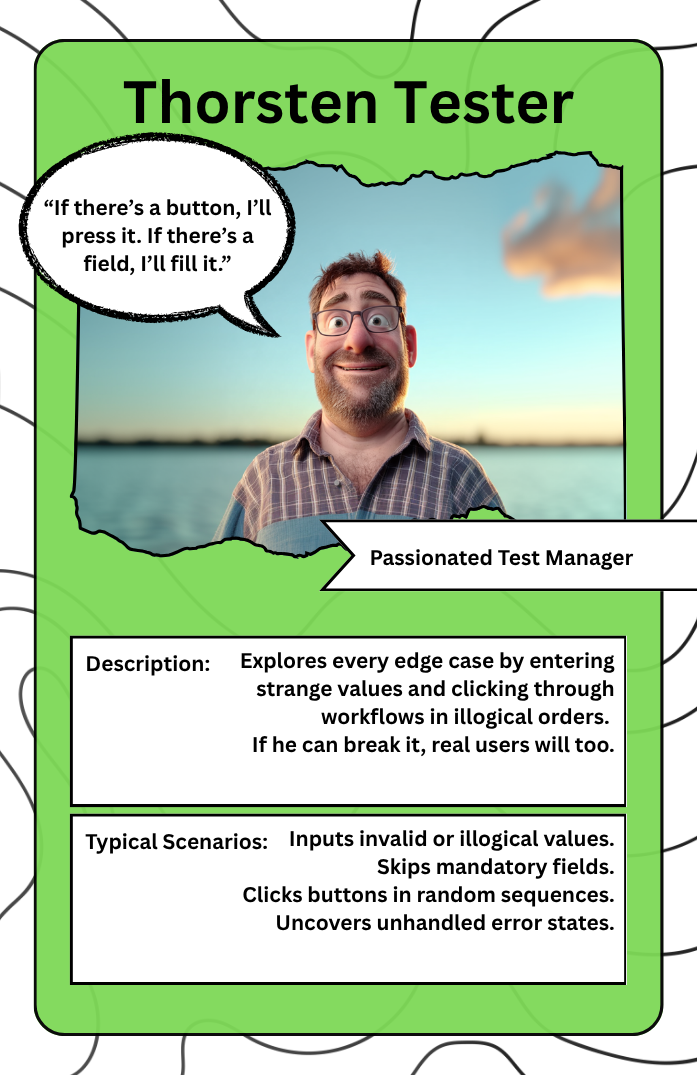 Thorsten Tester
“If there’s a button, I’ll
press it. If there’s a
field, I’ll fill it.”
Passionated Test Manager
Description: Explores every edge case by entering
strange values and clicking through
workflows in illogical orders.
If he can break it, real users will too.
Typical Scenarios: Inputs invalid or illogical values.
Skips mandatory fields.
Clicks buttons in random sequences.
Uncovers unhandled error states.